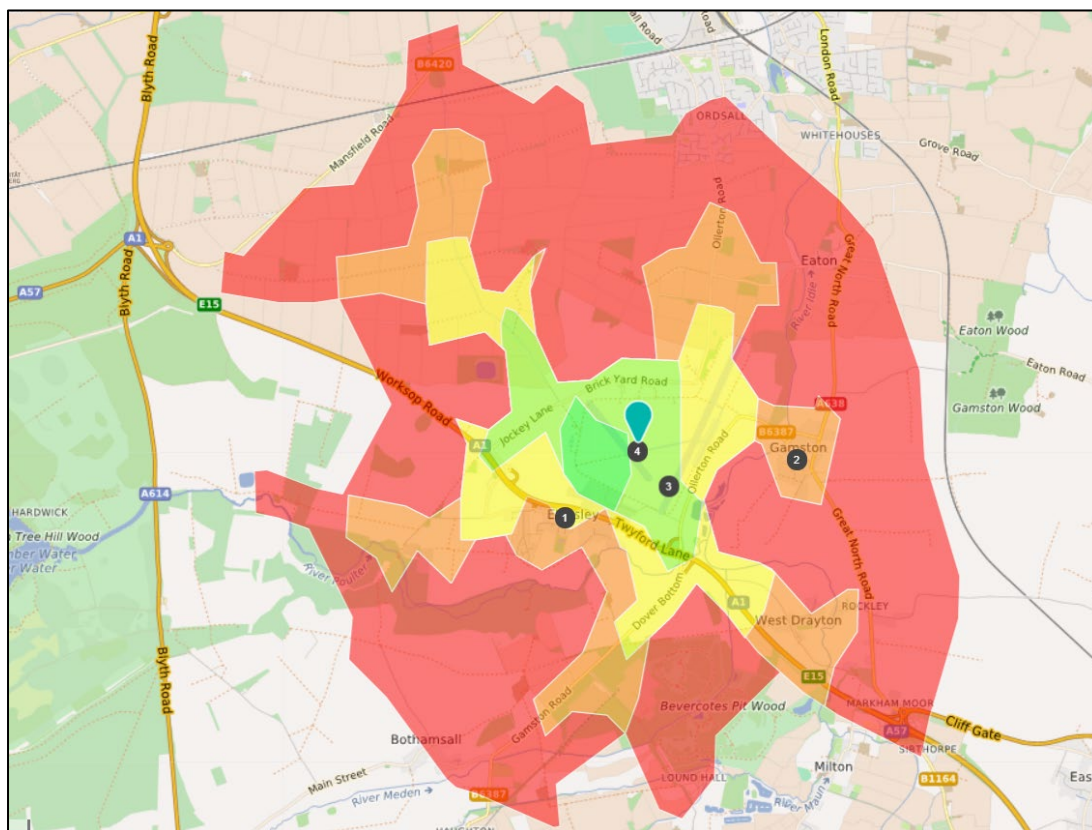 Blyth Road
B6420
Road
London Road
ORDSALL
WHITEHOUSES
Mansfield Road
Grove Road
Ollerton Road
A1
A57
Blyth Road
E15
Eaton
River Idle
Great North Road
Eaton Wood
Eaton Road
Gamston Wood
Worksop Road
Brick Yard Road
A638
Jockey Lane
A1
B6387
Gamston
2
4
3
Ollerton Road
A614
1
HARDWICK
Tree Hill Wood
Water
Twyford Lane
River Poulter
Great North Road
Dover Bottom
A1
ROCKLEY
West Drayton
Blyth Road
E15
Gamston Road
Bevercotes Pit Wood
MARKHAM MOOR
Cliff Gate
A57
Bothamsall
Milton
SIBTHORPE
Main Street
LOUND HALL
B1164
River Meden
B6387
River Maun